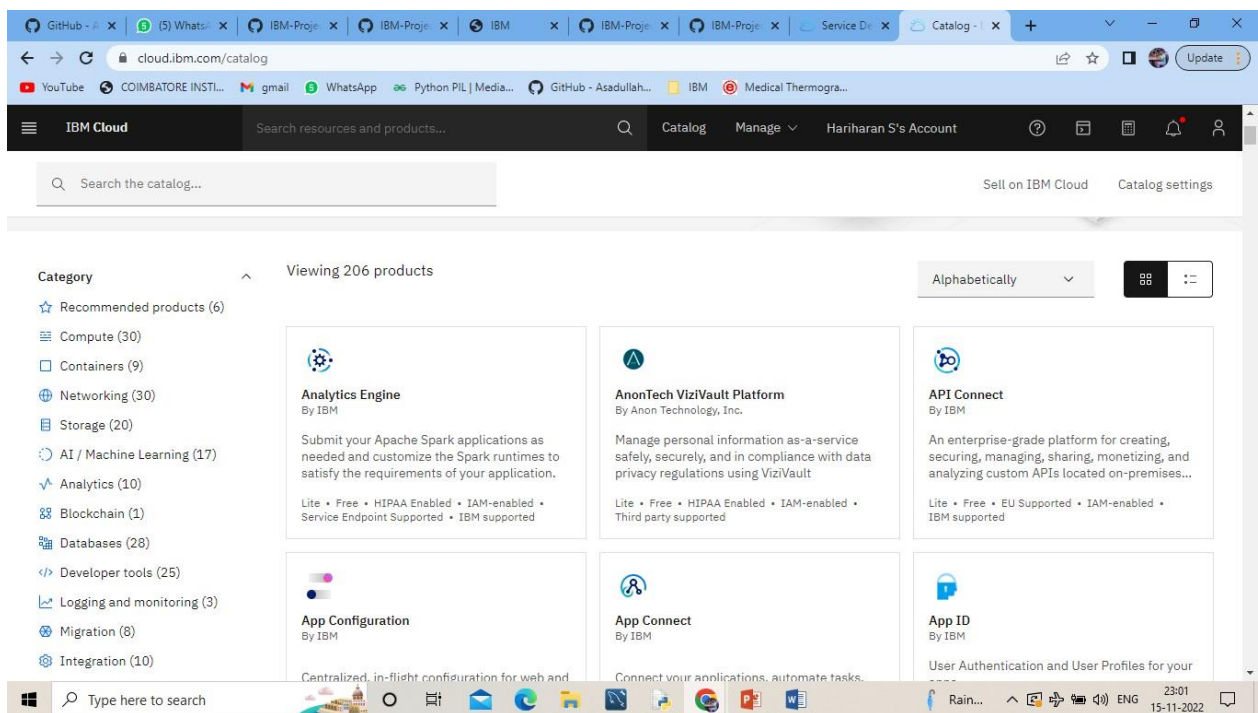 GitHub - A
(5) Whats
IBM-Proje
IBM-Proje
IBM
IBM-Proje
IBM-Proje
Service De
Catalog - I
cloud.ibm.com/catalog
Update
YouTube
COIMBATORE INSTI...
gmail
WhatsApp
Python PIL | Media...
GitHub - Asadullah...
IBM
Medical Thermogra...
IBM Cloud
Search resources and products...
Catalog
Manage
Hariharan S's Account
Search the catalog...
Sell on IBM Cloud
Catalog settings
Category
Recommended products (6)
Compute (30)
Containers (9)
Networking (30)
Storage (20)
AI / Machine Learning (17)
Analytics (10)
Blockchain (1)
Databases (28)
Developer tools (25)
Logging and monitoring (3)
Migration (8)
Integration (10)
Viewing 206 products
Alphabetically
Analytics Engine
By IBM
Submit your Apache Spark applications as
needed and customize the Spark runtimes to
satisfy the requirements of your application.
Lite • Free • HIPAA Enabled • IAM-enabled •
Service Endpoint Supported • IBM supported
AnonTech ViziVault Platform
By Anon Technology, Inc.
Manage personal information as-a-service
safely, securely, and in compliance with data
privacy regulations using ViziVault
Lite • Free • HIPAA Enabled • IAM-enabled •
Third party supported
API Connect
By IBM
An enterprise-grade platform for creating,
securing, managing, sharing, monetizing, and
analyzing custom APIs located on-premises...
Lite • Free • EU Supported • IAM-enabled •
IBM supported
App Configuration
By IBM
Centralized, in-flight configuration for web and
App Connect
By IBM
Connect your applications, automate tasks,
App ID
By IBM
User Authentication and User Profiles for your
Type here to search
Rain...
ENG
23:01
15-11-2022